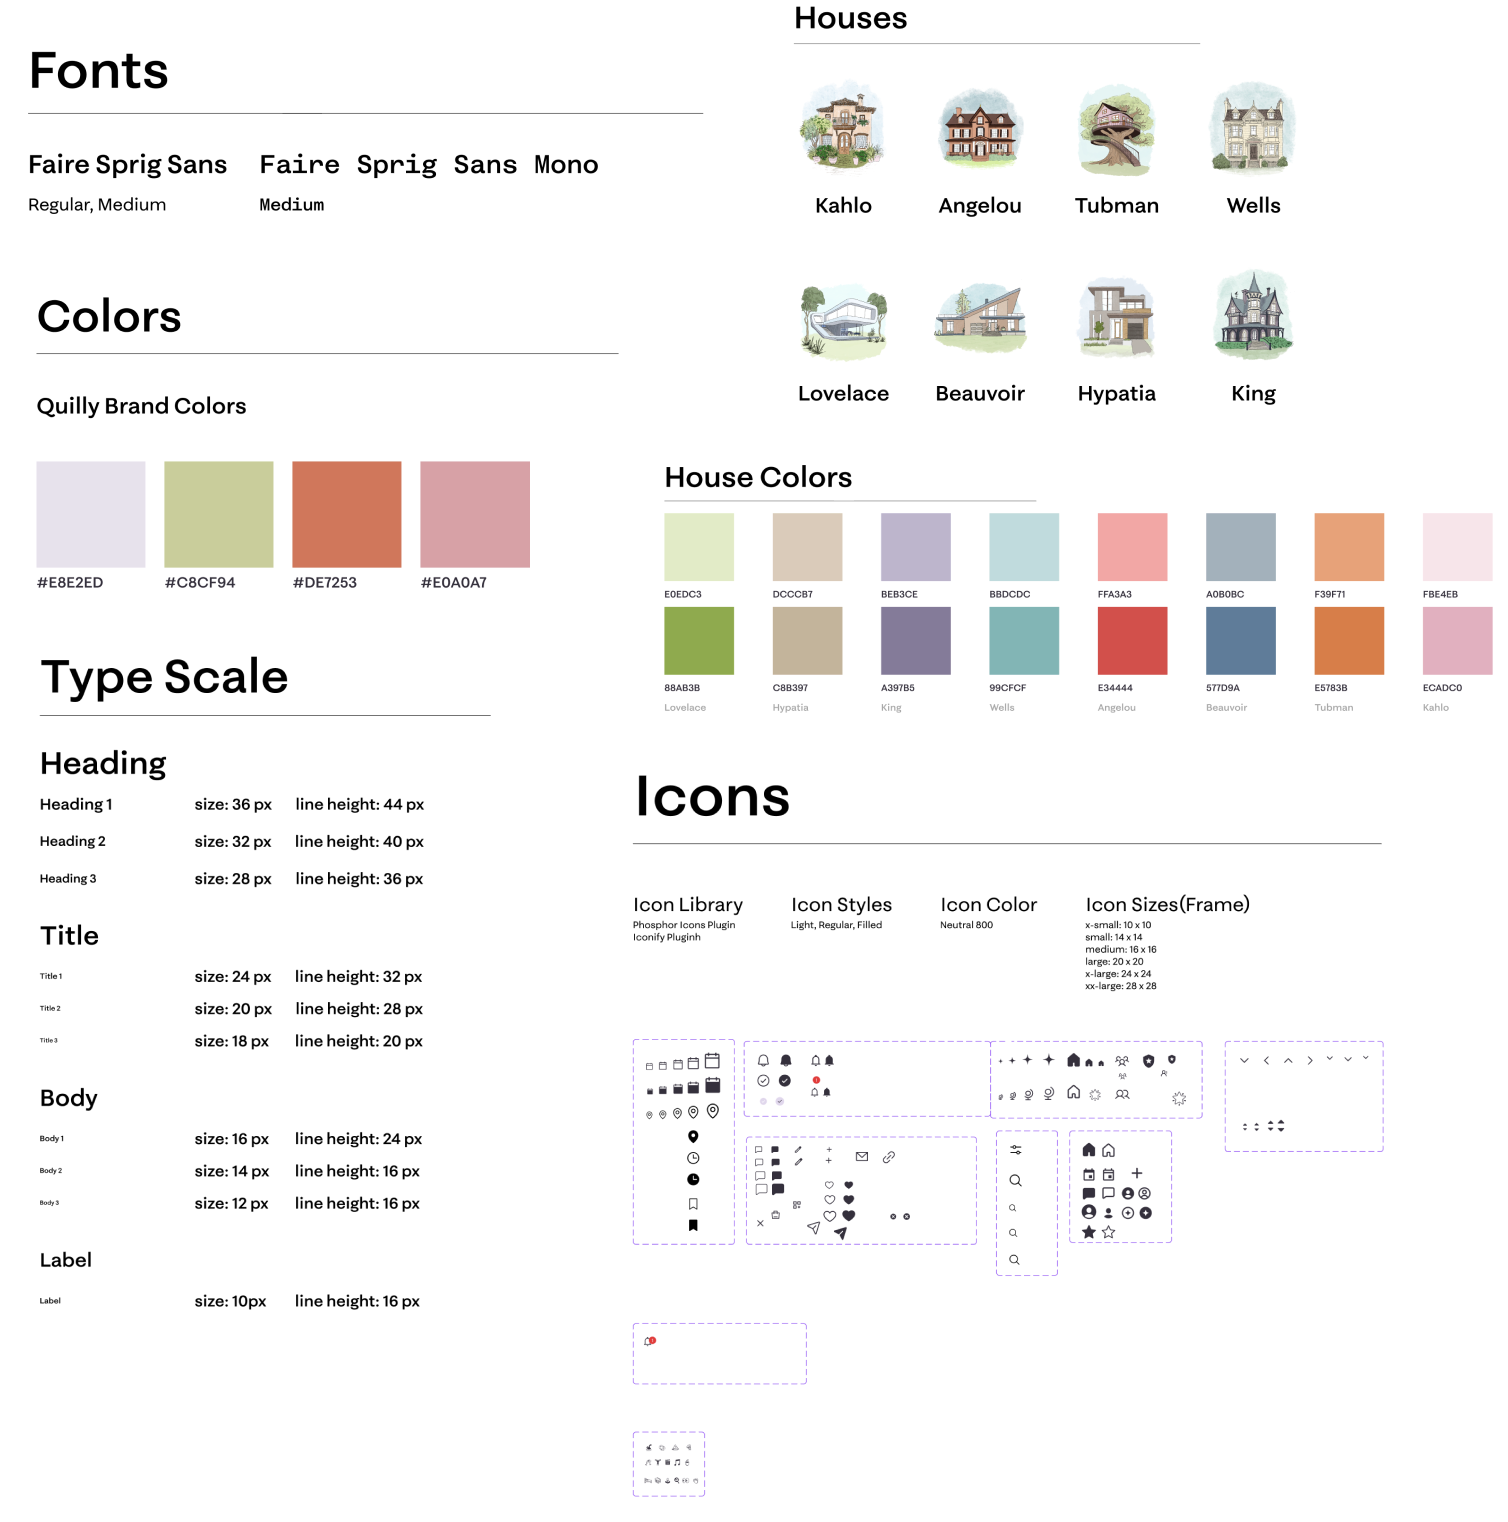 Fonts
Faire Sprig Sans
Regular, Medium
Faire Sprig Sans Mono
Medium
Colors
Quilly Brand Colors
#E8E2ED
#C8CF94
#DE7253
#E0A0A7
Type Scale
Heading
Heading 1 size: 36 px line height: 44 px
Heading 2 size: 32 px line height: 40 px
Heading 3 size: 28 px line height: 36 px
Title
Title 1 size: 24 px line height: 32 px
Title 2 size: 20 px line height: 28 px
Title 3 size: 18 px line height: 20 px
Body
Body 1 size: 16 px line height: 24 px
Body 2 size: 14 px line height: 16 px
Body 3 size: 12 px line height: 16 px
Label
Label size: 10px line height: 16 px
Houses
Kahlo Angelou Tubman Wells
Lovelace Beauvoir Hypatia King
House Colors
E0EDC3 DCCCB7 BEB3CE BBDCDC FFA3A3 A0B0BC F39F71 FBE4EB
88AB3B C8B397 A397B5 99CFCF E34444 577D9A E5783B ECADC0
Lovelace Hypatia King Wells Angelou Beauvoir Tubman Kahlo
Icons
Icon Library
Phosphor Icons Plugin
Iconify Pluginh
Icon Styles
Light, Regular, Filled
Icon Color
Neutral 800
Icon Sizes(Frame)
x-small: 10 x 10
small: 14 x 14
medium: 16 x 16
large: 20 x 20
x-large: 24 x 24
xx-large: 28 x 28